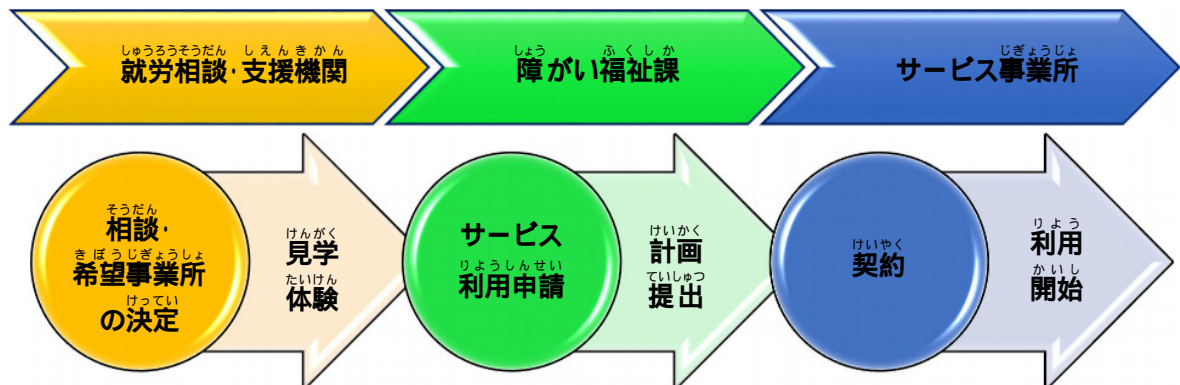 しゅうろうそうだん しえんきかん
就労相談・支援機関
しょう ふくしか
障がい福祉課
じぎょうじょ
サービス事業所
そうだん
相談・
きぼうじぎょうしょ
希望事業所
けってい
の決定
けんがく
見学
たいけん
体験
サービス
りようしんせい
利用申請
けいかく
計画
ていしゅつ
提出
けいやく
契約
りよう
利用
かいし
開始